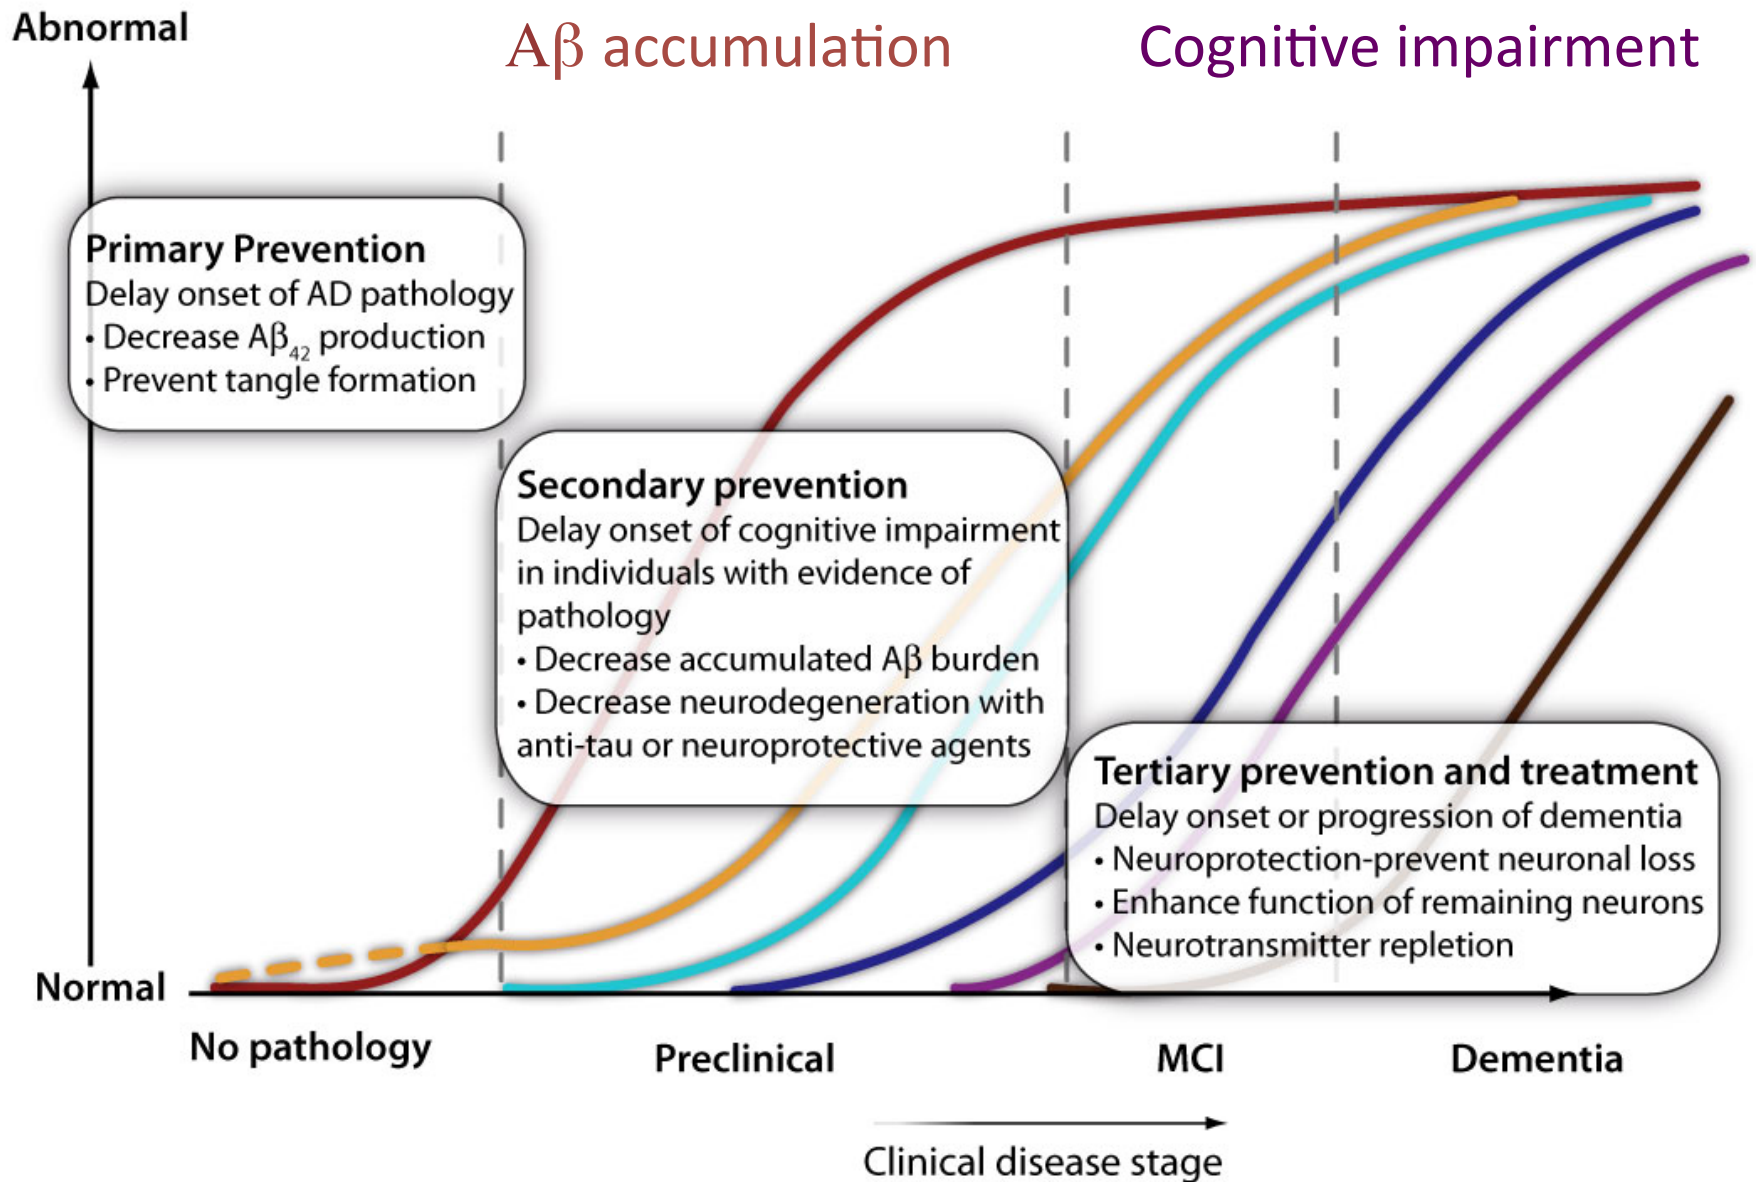 Abnormal
Aβ accumulation
Cognitive impairment
Primary Prevention
Delay onset of AD pathology
• Decrease Aβ42 production
• Prevent tangle formation
Secondary prevention
Delay onset of cognitive impairment
in individuals with evidence of
pathology
• Decrease accumulated Aβ burden
• Decrease neurodegeneration with
anti-tau or neuroprotective agents
Tertiary prevention and treatment
Delay onset or progression of dementia
• Neuroprotection-prevent neuronal loss
• Enhance function of remaining neurons
• Neurotransmitter repletion
Normal
No pathology
Preclinical
MCI
Dementia
Clinical disease stage